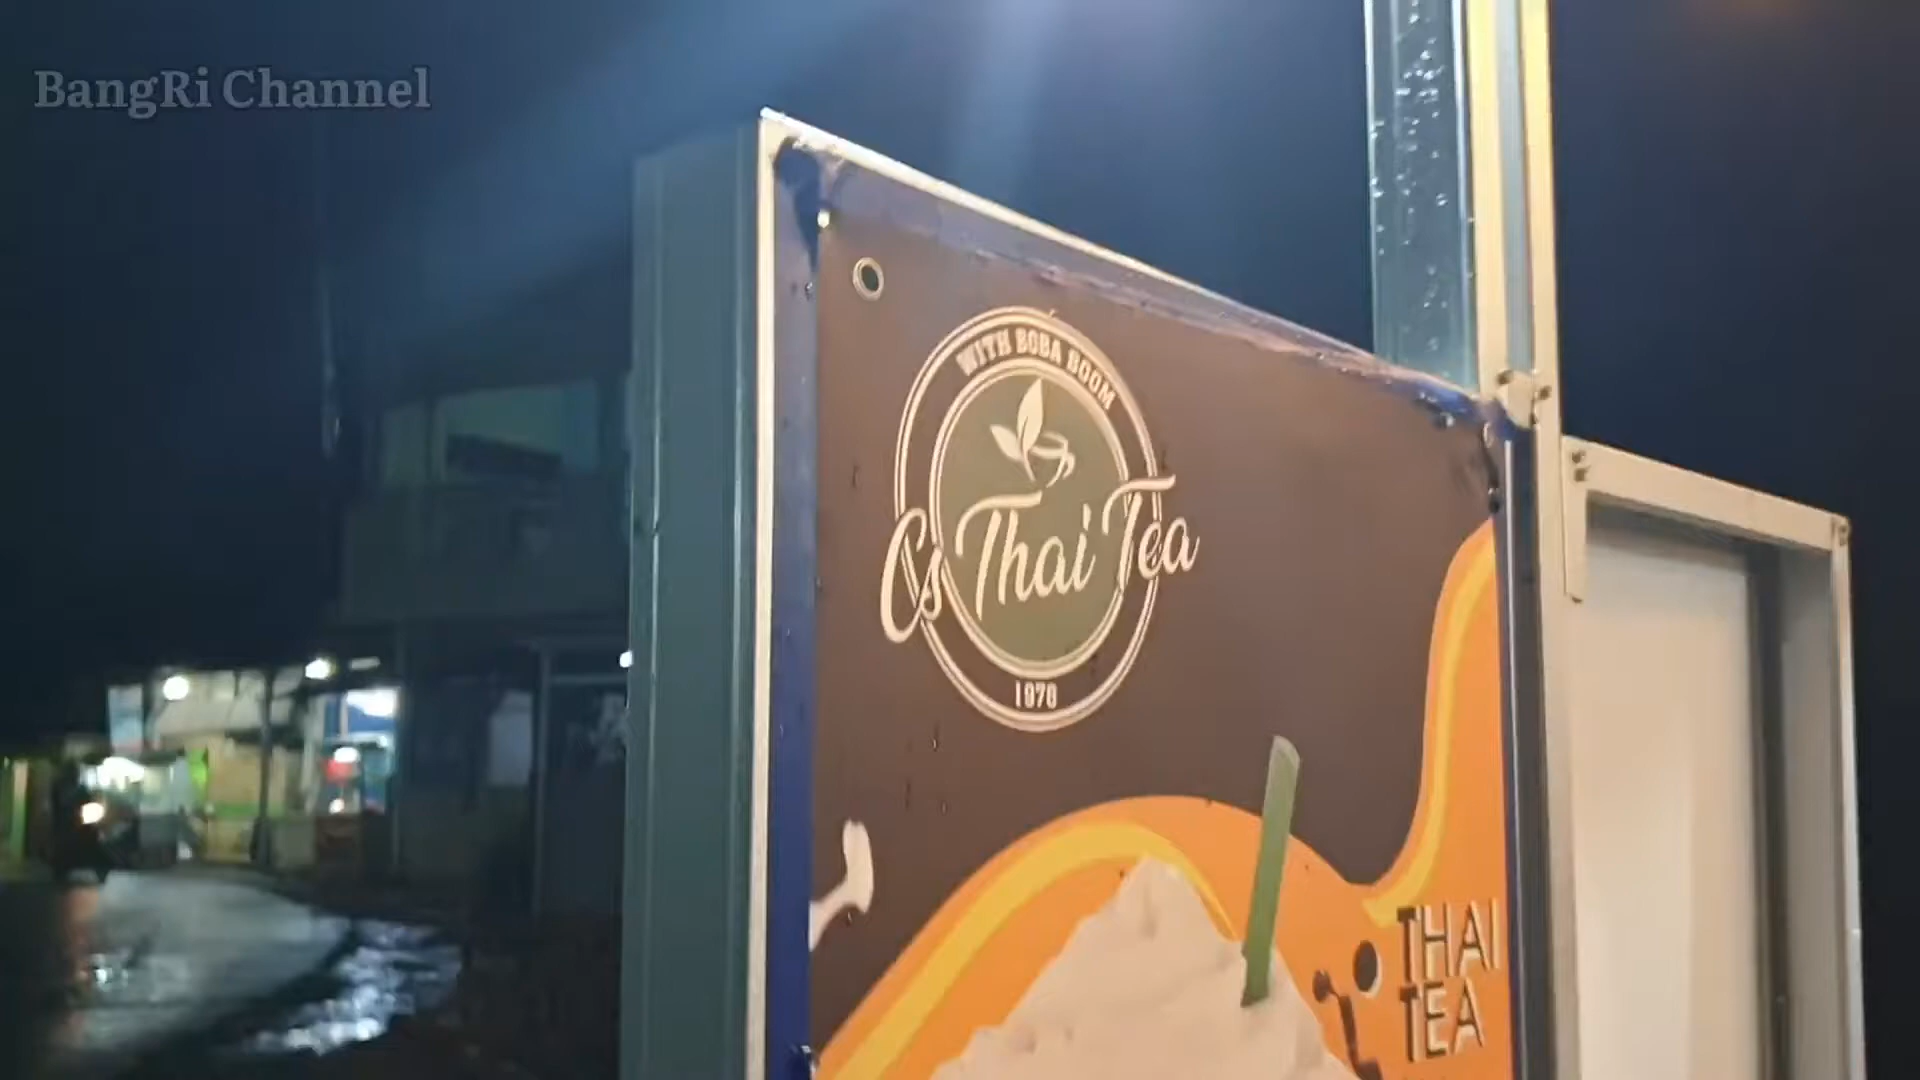 BangRi Channel
WITH BOBA BOOM
Cs Thai Tea
1970
THAI
TEA